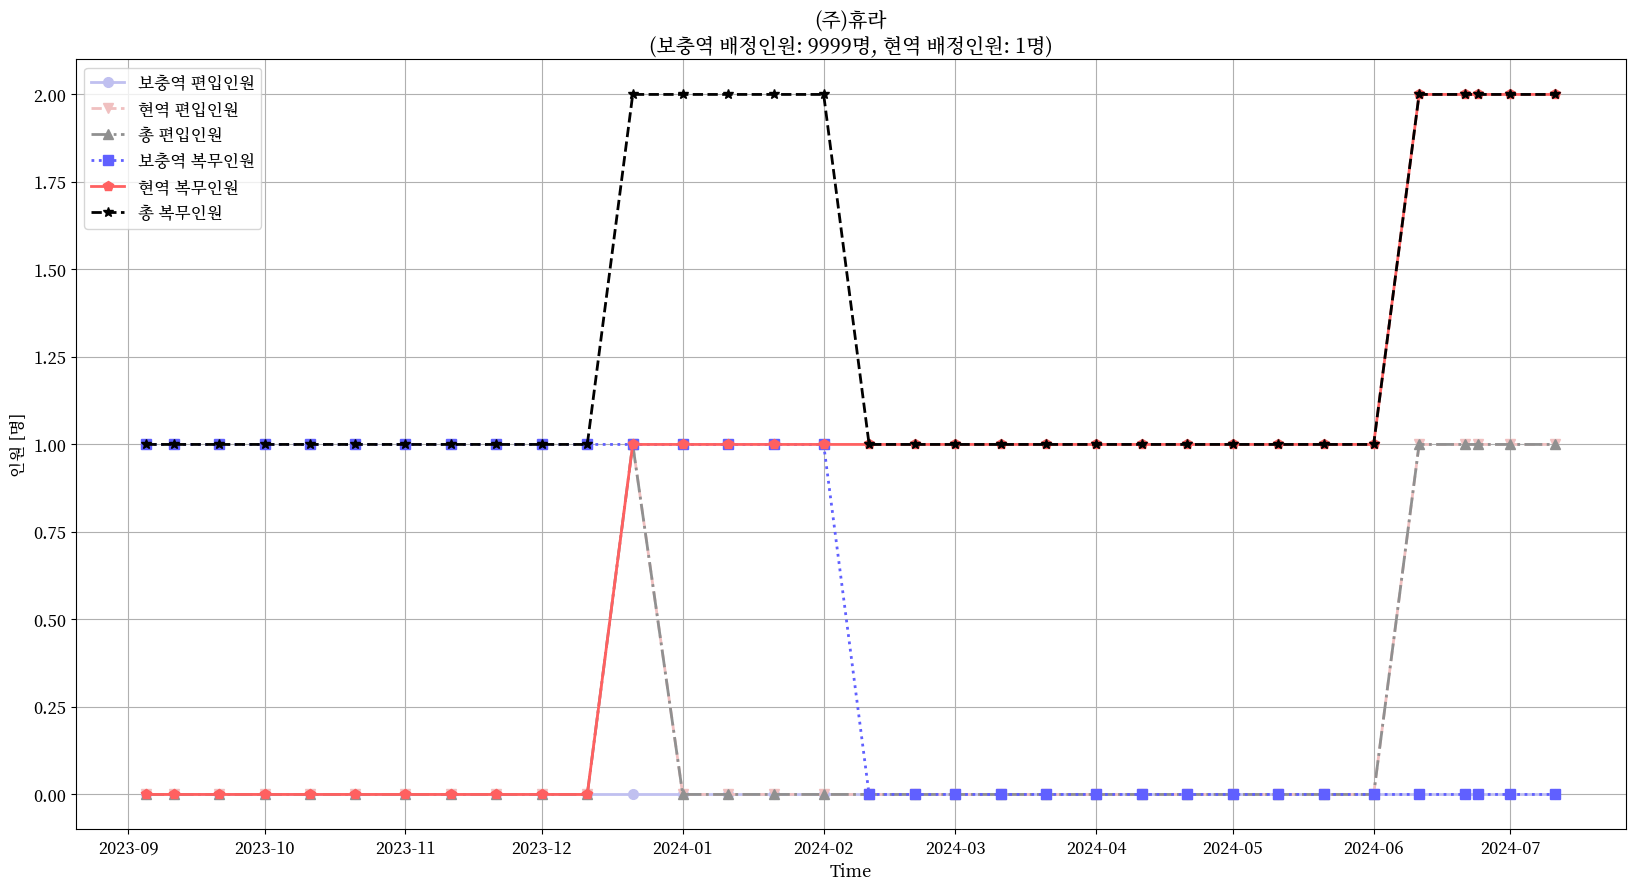 (주)휴라
(보충역 배정인원: 9999명, 현역 배정인원: 1명)
보충역 편입인원
현역 편입인원
총 편입인원
보충역 복무인원
현역 복무인원
총 복무인원
인원 [명]
2.00
1.75
1.50
1.25
1.00
0.75
0.50
0.25
0.00
2023-09 2023-10 2023-11 2023-12 2024-01 2024-02 2024-03 2024-04 2024-05 2024-06 2024-07
Time